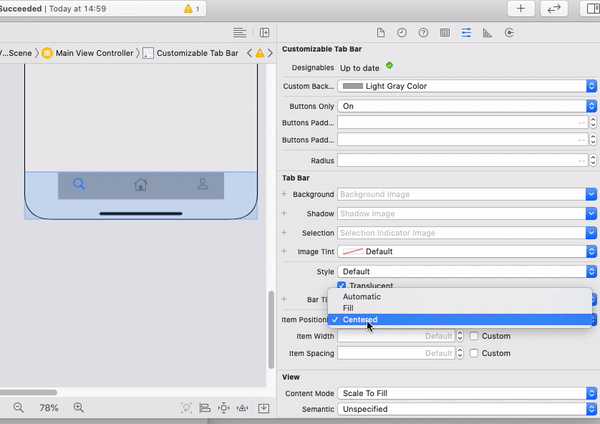 Succeeded | Today at 14:59
1
V...Scene > Main View Controller > Customizable Tab Bar
Customizable Tab Bar
Designables Up to date
Custom Back... Light Gray Color
Buttons Only On
Buttons Padd...
Buttons Padd...
Radius
Tab Bar
Background Background Image
Shadow Shadow Image
Selection Selection Indicator Image
Image Tint Default
Style Default
Translucent
Bar Ti
Automatic
Fill
Item Position ✓ Centered
Item Width Default Custom
Item Spacing Default Custom
View
Content Mode Scale To Fill
Semantic Unspecified
78%